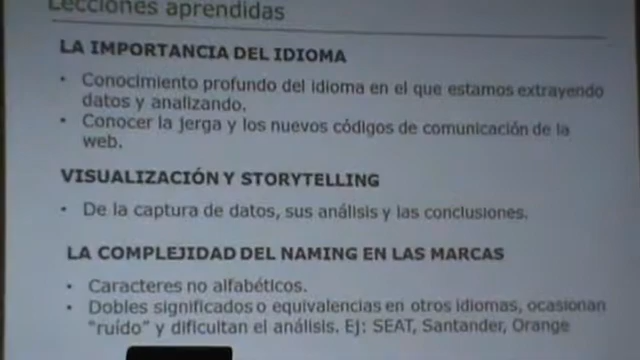 Lecciones aprendidas
LA IMPORTANCIA DEL IDIOMA
• Conocimiento profundo del idioma en el que estamos extrayendo
datos y analizando.
• Conocer la jerga y los nuevos códigos de comunicación de la
web.
VISUALIZACIÓN Y STORYTELLING
• De la captura de datos, sus análisis y las conclusiones.
LA COMPLEJIDAD DEL NAMING EN LAS MARCAS
• Caracteres no alfabéticos.
• Dobles significados o equivalencias en otros idiomas, ocasionan
“ruído” y dificultan el análisis. Ej: SEAT, Santander, Orange